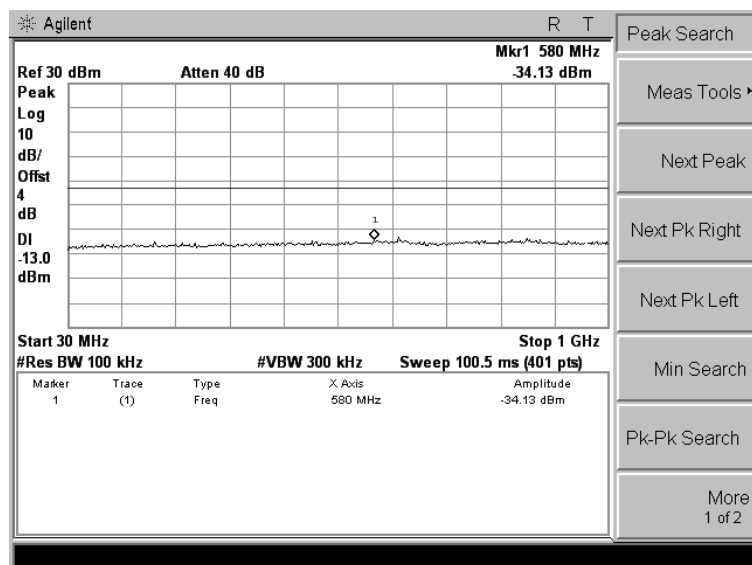 Agilent R T
Mkr1 580 MHz
Ref 30 dBm Atten 40 dB -34.13 dBm
Peak
Log
10
dB/
Offst
4
dB
DI
-13.0
dBm
1
Start 30 MHz Stop 1 GHz
#Res BW 100 kHz #VBW 300 kHz Sweep 100.5 ms (401 pts)
Marker Trace Type X Axis Amplitude
1 (1) Freq 580 MHz -34.13 dBm
Peak Search
Meas Tools
Next Peak
Next Pk Right
Next Pk Left
Min Search
Pk-Pk Search
More
1 of 2